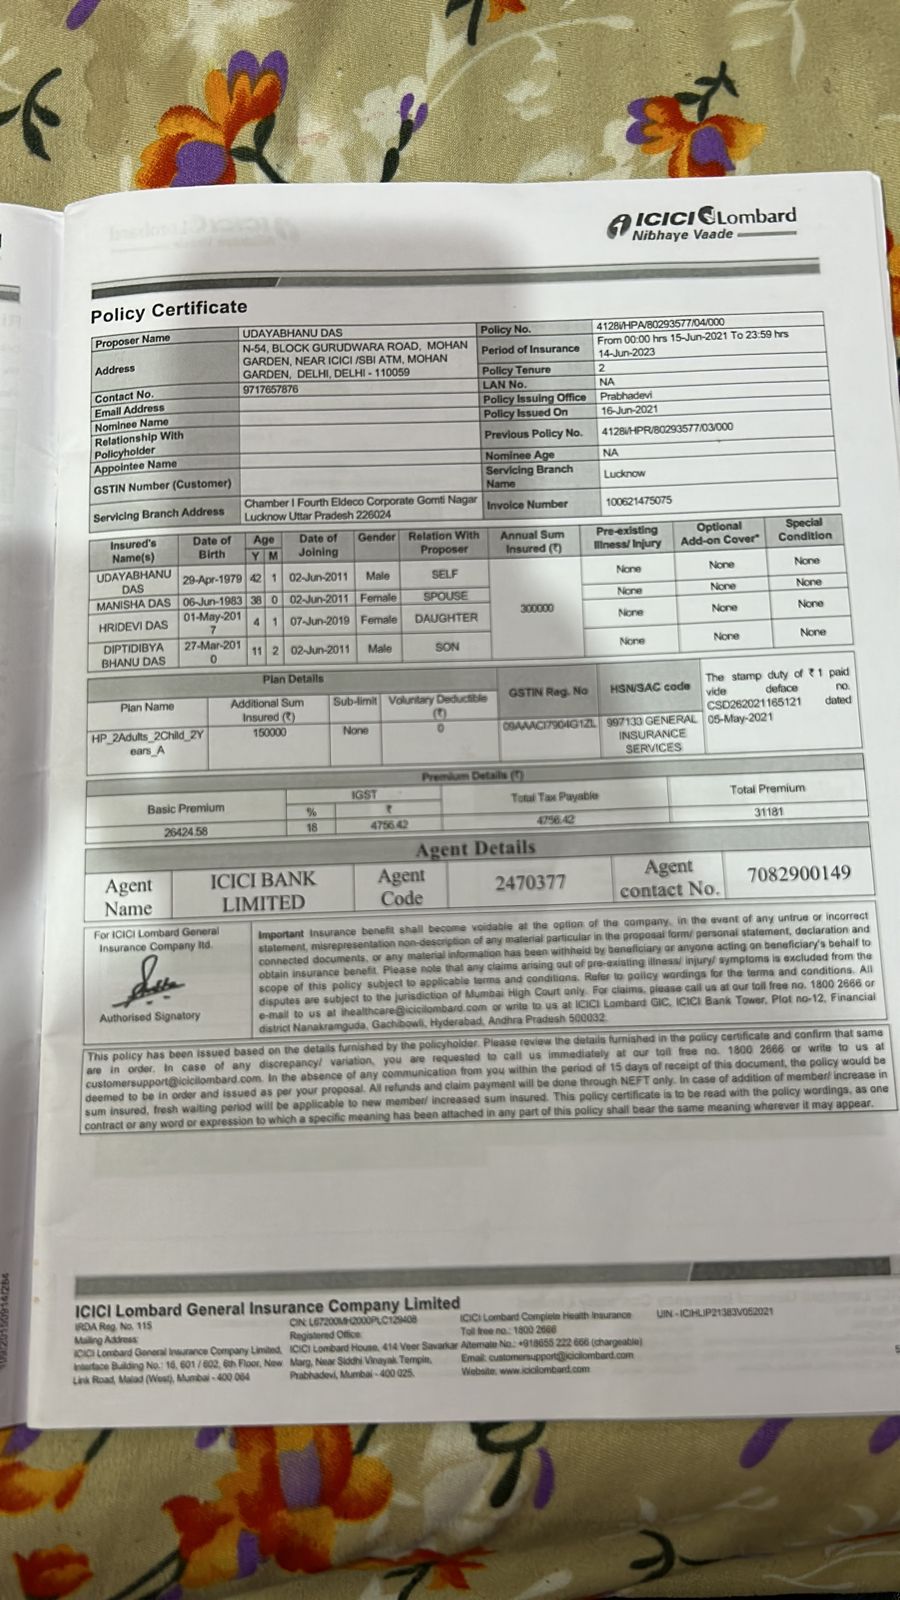 ICICI Lombard
Nibhaye Vaade
Policy Certificate
Proposer Name UDAYABHANU DAS
Address N-54, BLOCK GURUDWARA ROAD, MOHAN
GARDEN, NEAR ICICI /SBI ATM, MOHAN
GARDEN, DELHI, DELHI - 110059
Contact No. 9717657876
Email Address
Nominee Name
Relationship With
Policyholder
Appointee Name
GSTIN Number (Customer)
Servicing Branch Address Chamber I Fourth Eldeco Corporate Gomti Nagar
Lucknow Uttar Pradesh 226024
Policy No. 4128i/HPA/80293577/04/000
Period of Insurance From 00:00 hrs 15-Jun-2021 To 23:59 hrs
14-Jun-2023
Policy Tenure 2
LAN No. NA
Policy Issuing Office Prabhadevi
Policy Issued On 16-Jun-2021
Previous Policy No. 4128i/HPR/80293577/03/000
Nominee Age NA
Servicing Branch
Name Lucknow
Invoice Number 100621475075
Insured's
Name(s) Date of
Birth Age
Y M Date of
Joining Gender Relation With
Proposer Annual Sum
Insured (₹) Pre-existing
Illness/ Injury Optional
Add-on Cover* Special
Condition
UDAYABHANU
DAS 29-Apr-1979 42 1 02-Jun-2011 Male SELF None None None
MANISHA DAS 06-Jun-1983 38 0 02-Jun-2011 Female SPOUSE None None None
300000
HRIDEVI DAS 01-May-201
7 4 1 07-Jun-2019 Female DAUGHTER None None None
DIPTIDIBYA
BHANU DAS 27-Mar-201
0 11 2 02-Jun-2011 Male SON None None None
Plan Details
Plan Name Additional Sum
Insured (₹) Sub-limit Voluntary Deductible
(₹) GSTIN Reg. No HSN/SAC code
HP_2Adults_2Child_2Y
ears_A 150000 None 0 09AAACI7904G1ZL 997133 GENERAL
INSURANCE
SERVICES
The stamp duty of ₹ 1 paid
vide deface no.
CSD262021165121 dated
05-May-2021
Premium Details (₹)
Basic Premium IGST Total Tax Payable Total Premium
% ₹
26424.58 18 4756.42 4756.42 31181
Agent Details
Agent
Name ICICI BANK
LIMITED Agent
Code 2470377 Agent
contact No. 7082900149
For ICICI Lombard General
Insurance Company ltd.
Authorised Signatory
Important Insurance benefit shall become voidable at the option of the company, in the event of any untrue or incorrect
statement, misrepresentation non-description of any material particular in the proposal form/ personal statement, declaration and
connected documents, or any material information has been withheld by beneficiary or anyone acting on beneficiary's behalf to
obtain insurance benefit. Please note that any claims arising out of pre-existing illness/ injury/ symptoms is excluded from the
scope of this policy subject to applicable terms and conditions. Refer to policy wordings for the terms and conditions. All
disputes are subject to the jurisdiction of Mumbai High Court only. For claims, please call us at our toll free no. 1800 2666 or
e-mail to us at ihealthcare@icicilombard.com or write to us at ICICI Lombard GIC, ICICI Bank Tower, Plot no-12, Financial
district Nanakramguda, Gachibowli, Hyderabad, Andhra Pradesh 500032.
This policy has been issued based on the details furnished by the policyholder. Please review the details furnished in the policy certificate and confirm that same
are in order. In case of any discrepancy/ variation, you are requested to call us immediately at our toll free no. 1800 2666 or write to us at
customersupport@icicilombard.com. In the absence of any communication from you within the period of 15 days of receipt of this document, the policy would be
deemed to be in order and issued as per your proposal. All refunds and claim payment will be done through NEFT only. In case of addition of member/ increase in
sum insured, fresh waiting period will be applicable to new member/ increased sum insured. This policy certificate is to be read with the policy wordings, as one
contract or any word or expression to which a specific meaning has been attached in any part of this policy shall bear the same meaning wherever it may appear.
ICICI Lombard General Insurance Company Limited
IRDA Reg. No. 115
Mailing Address:
ICICI Lombard General Insurance Company Limited,
Interface Building No.: 16, 601 / 602, 6th Floor, New
Link Road, Malad (West), Mumbai - 400 064
CIN: L67200MH2000PLC129408
Registered Office:
ICICI Lombard House, 414 Veer Savarkar
Marg, Near Siddhi Vinayak Temple,
Prabhadevi, Mumbai - 400 025.
ICICI Lombard Complete Health Insurance
Toll free no.: 1800 2666
Alternate No.: +918655 222 666 (chargeable)
Email: customersupport@icicilombard.com
Website: www.icicilombard.com
UIN - ICIHLIP21383V052021